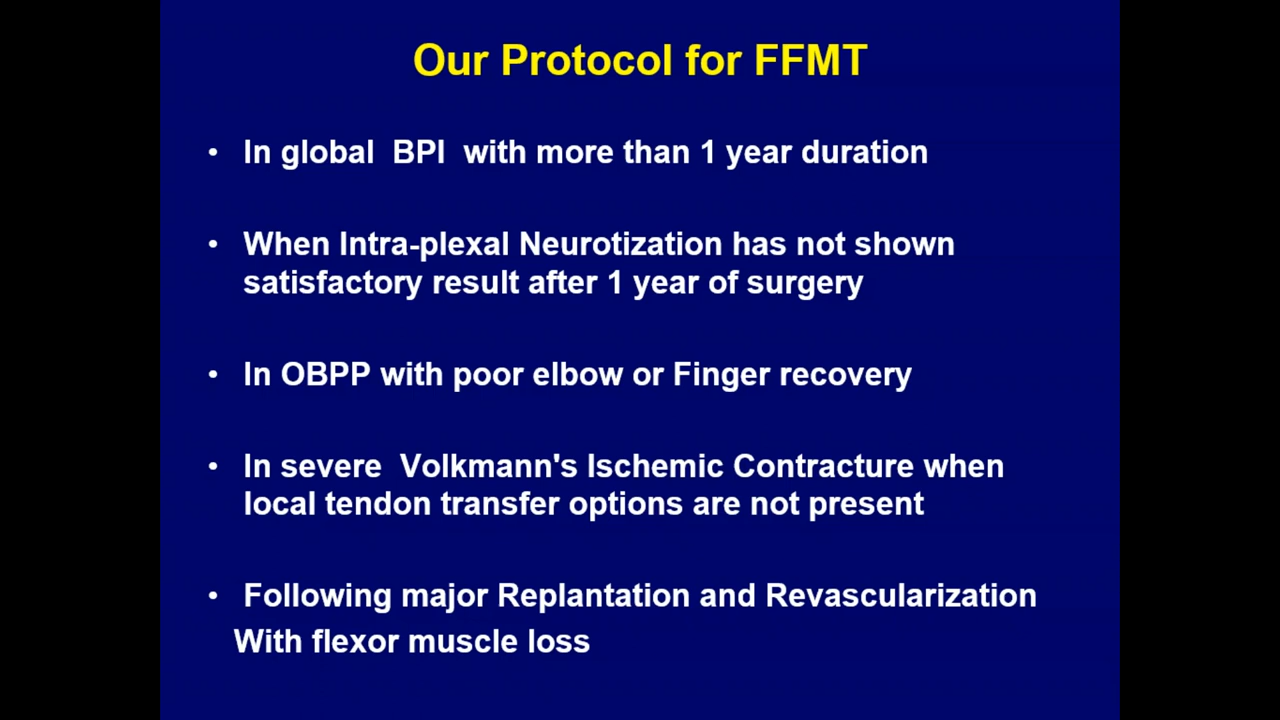 Our Protocol for FFMT
• In global BPI with more than 1 year duration
• When Intra-plexal Neurotization has not shown
satisfactory result after 1 year of surgery
• In OBPP with poor elbow or Finger recovery
• In severe Volkmann's Ischemic Contracture when
local tendon transfer options are not present
• Following major Replantation and Revascularization
With flexor muscle loss